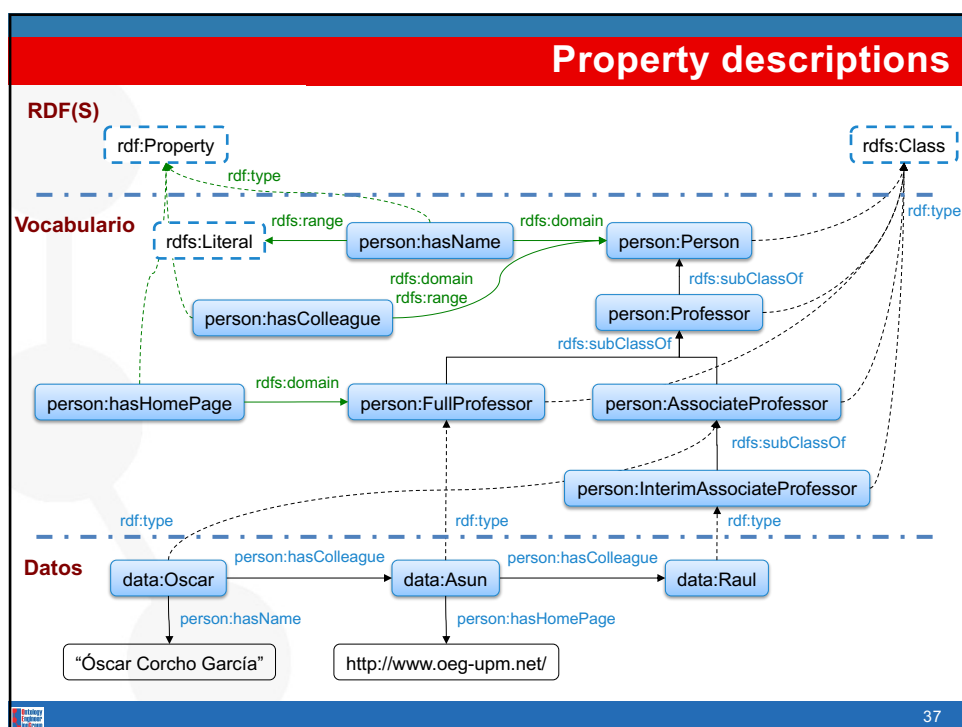 Property descriptions
RDF(S)
rdf:Property
rdfs:Class
rdf:type
rdf:type
Vocabulario
rdfs:range
rdfs:domain
rdfs:Literal
person:hasName
person:Person
rdfs:domain
rdfs:range
rdfs:subClassOf
person:hasColleague
person:Professor
rdfs:subClassOf
rdfs:domain
person:hasHomePage
person:FullProfessor
person:AssociateProfessor
rdfs:subClassOf
person:InterimAssociateProfessor
rdf:type
rdf:type
rdf:type
Datos
person:hasColleague
person:hasColleague
data:Oscar
data:Asun
data:Raul
person:hasName
person:hasHomePage
“Óscar Corcho García”
http://www.oeg-upm.net/
Ontology
Engineer
37